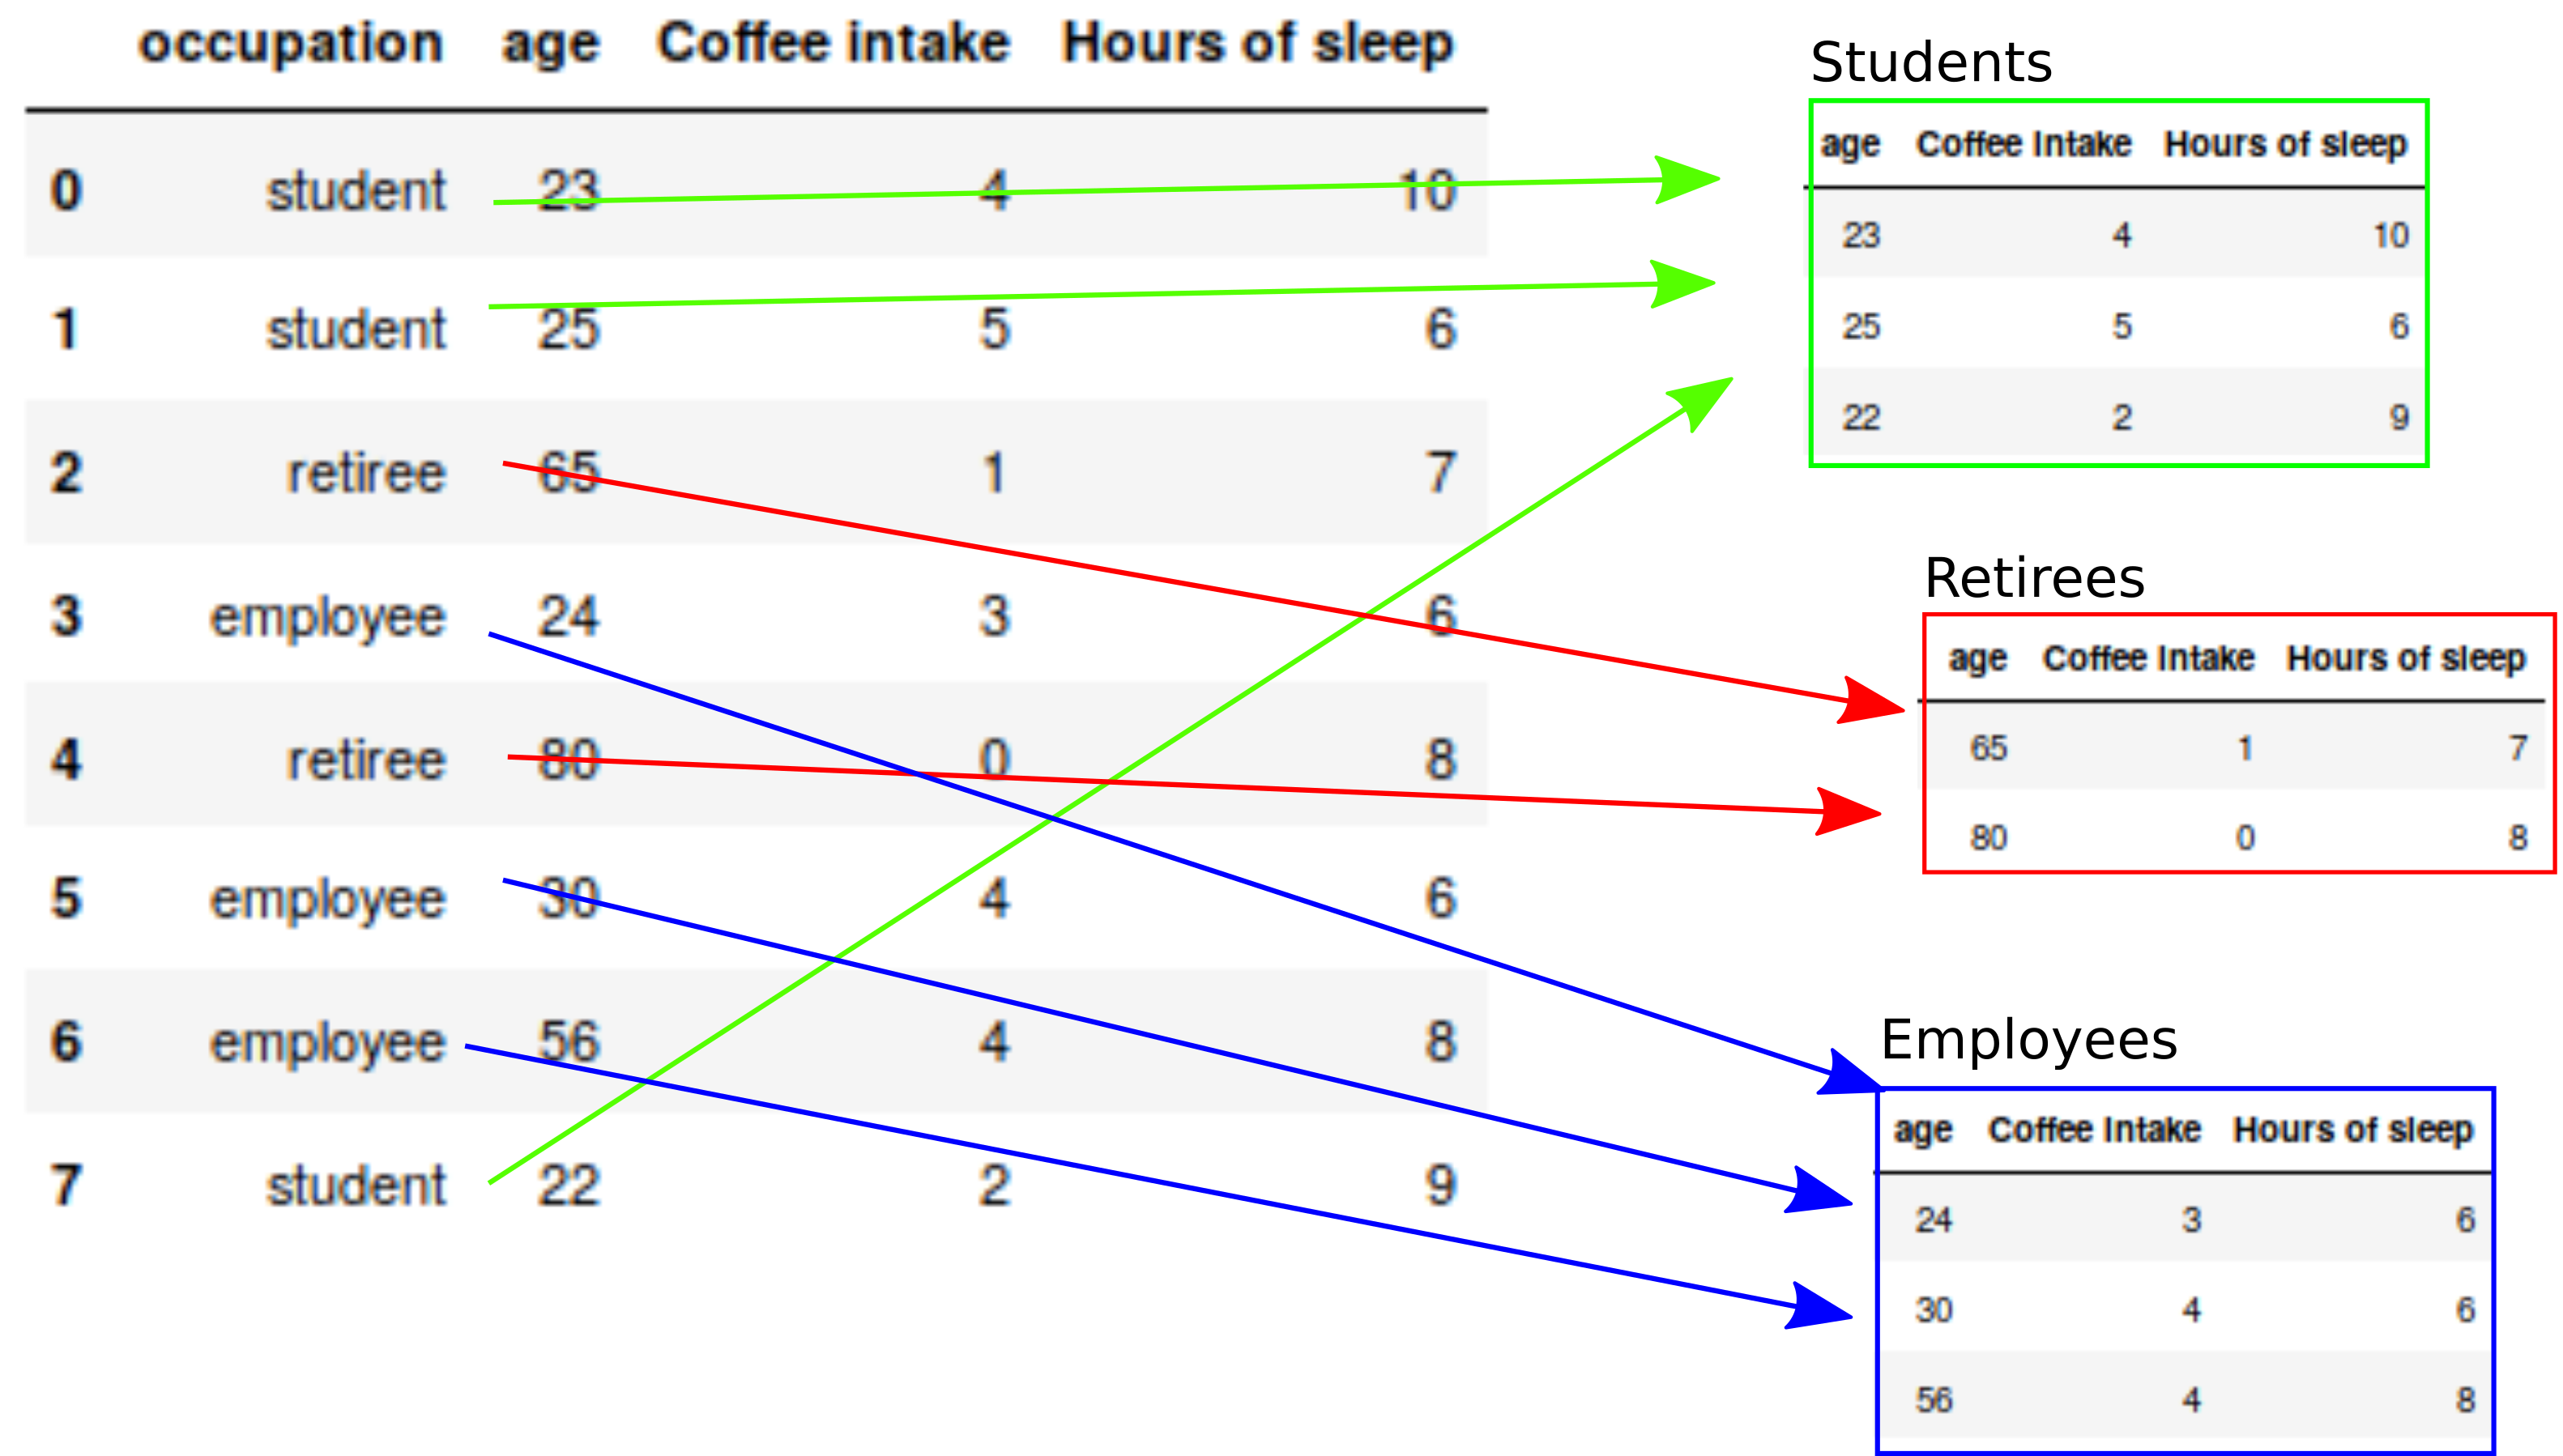 occupation age Coffee intake Hours of sleep
0 student 23 4 10
1 student 25 5 6
2 retiree 65 1 7
3 employee 24 3 6
4 retiree 80 0 8
5 employee 30 4 6
6 employee 56 4 8
7 student 22 2 9
Students
age Coffee Intake Hours of sleep
23 4 10
25 5 6
22 2 9
Retirees
age Coffee Intake Hours of sleep
65 1 7
80 0 8
Employees
age Coffee Intake Hours of sleep
24 3 6
30 4 6
56 4 8